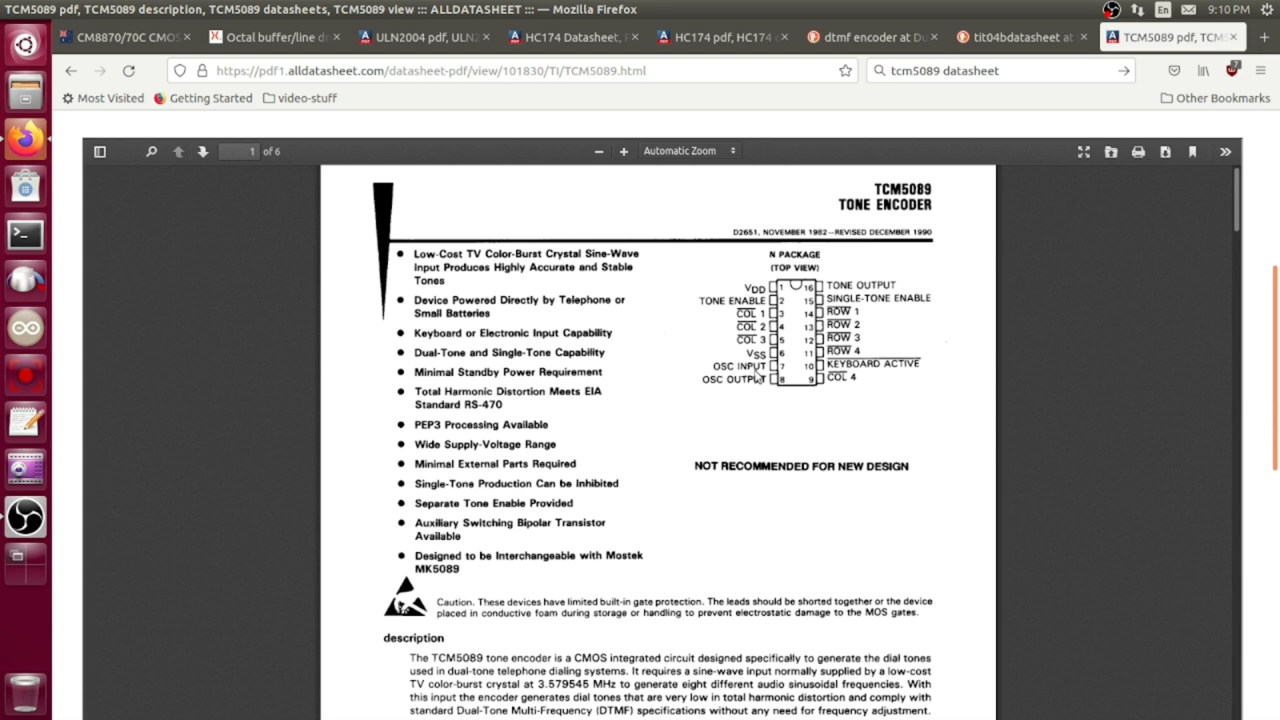 TCM5089 pdf, TCM5089 description, TCM5089 datasheets, TCM5089 view ::: ALLDATASHEET ::: — Mozilla Firefox
En
9:10 PM
CM8870/70C CMOS
Octal buffer/line dr
ULN2004 pdf, ULN2
HC174 Datasheet, P
HC174 pdf, HC174 d
dtmf encoder at Du
tit04bdatasheet at
TCM5089 pdf, TCM5
https://pdf1.alldatasheet.com/datasheet-pdf/view/101830/TI/TCM5089.html
tcm5089 datasheet
7
Most Visited
Getting Started
video-stuff
Other Bookmarks
1 of 6
Automatic Zoom
TCM5089
TONE ENCODER
D2651, NOVEMBER 1982—REVISED DECEMBER 1990
● Low-Cost TV Color-Burst Crystal Sine-Wave
Input Produces Highly Accurate and Stable
Tones
● Device Powered Directly by Telephone or
Small Batteries
● Keyboard or Electronic Input Capability
● Dual-Tone and Single-Tone Capability
● Minimal Standby Power Requirement
● Total Harmonic Distortion Meets EIA
Standard RS-470
● PEP3 Processing Available
● Wide Supply-Voltage Range
● Minimal External Parts Required
● Single-Tone Production Can be Inhibited
● Separate Tone Enable Provided
● Auxiliary Switching Bipolar Transistor
Available
● Designed to be Interchangeable with Mostek
MK5089
N PACKAGE
(TOP VIEW)
VDD 1 16 TONE OUTPUT
TONE ENABLE 2 15 SINGLE-TONE ENABLE
COL 1 3 14 ROW 1
COL 2 4 13 ROW 2
COL 3 5 12 ROW 3
VSS 6 11 ROW 4
OSC INPUT 7 10 KEYBOARD ACTIVE
OSC OUTPUT 8 9 COL 4
NOT RECOMMENDED FOR NEW DESIGN
Caution. These devices have limited built-in gate protection. The leads should be shorted together or the device
placed in conductive foam during storage or handling to prevent electrostatic damage to the MOS gates.
description
The TCM5089 tone encoder is a CMOS integrated circuit designed specifically to generate the dial tones
used in dual-tone telephone dialing systems. It requires a sine-wave input normally supplied by a low-cost
TV color-burst crystal at 3.579545 MHz to generate eight different audio sinusoidal frequencies. With
this input the encoder generates dial tones that are very low in total harmonic distortion and comply with
standard Dual-Tone Multi-Frequency (DTMF) specifications without any need for frequency adjustment.